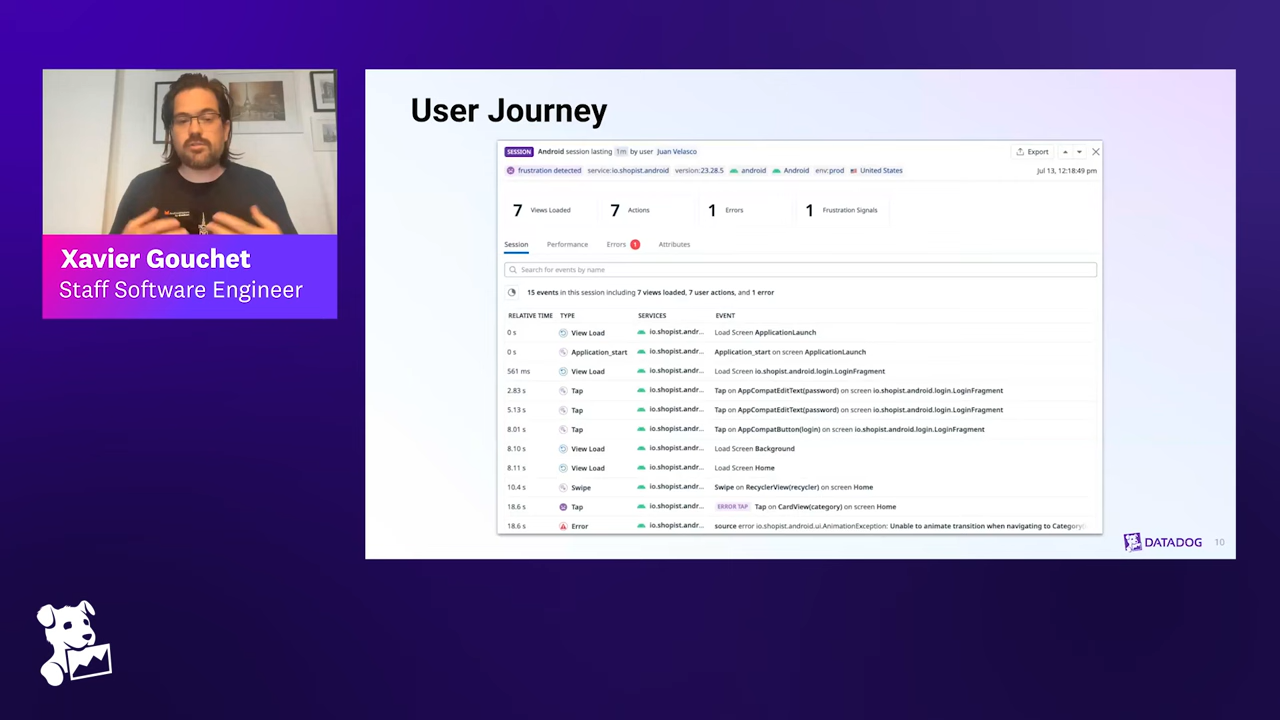 User Journey
SESSION Android session lasting 1m by user Juan Velasco Export
frustration detected service:io.shopist.android version:23.28.5 android Android env:prod United States Jul 13, 12:18:49 pm
7 Views Loaded 7 Actions 1 Errors 1 Frustration Signals
Session Performance Errors 1 Attributes
Search for events by name
15 events in this session including 7 views loaded, 7 user actions, and 1 error
RELATIVE TIME TYPE SERVICES EVENT
0 s View Load io.shopist.andr... Load Screen ApplicationLaunch
0 s Application_start io.shopist.andr... Application_start on screen ApplicationLaunch
561 ms View Load io.shopist.andr... Load Screen io.shopist.android.login.LoginFragment
2.83 s Tap io.shopist.andr... Tap on AppCompatEditText(password) on screen io.shopist.android.login.LoginFragment
5.13 s Tap io.shopist.andr... Tap on AppCompatEditText(password) on screen io.shopist.android.login.LoginFragment
8.01 s Tap io.shopist.andr... Tap on AppCompatButton(login) on screen io.shopist.android.login.LoginFragment
8.10 s View Load io.shopist.andr... Load Screen Background
8.11 s View Load io.shopist.andr... Load Screen Home
10.4 s Swipe io.shopist.andr... Swipe on RecyclerView(recycler) on screen Home
18.6 s Tap io.shopist.andr... ERROR TAP Tap on CardView(category) on screen Home
18.6 s Error io.shopist.andr... source error io.shopist.android.ui.AnimationException: Unable to animate transition when navigating to Category
DATADOG 10
Xavier Gouchet
Staff Software Engineer